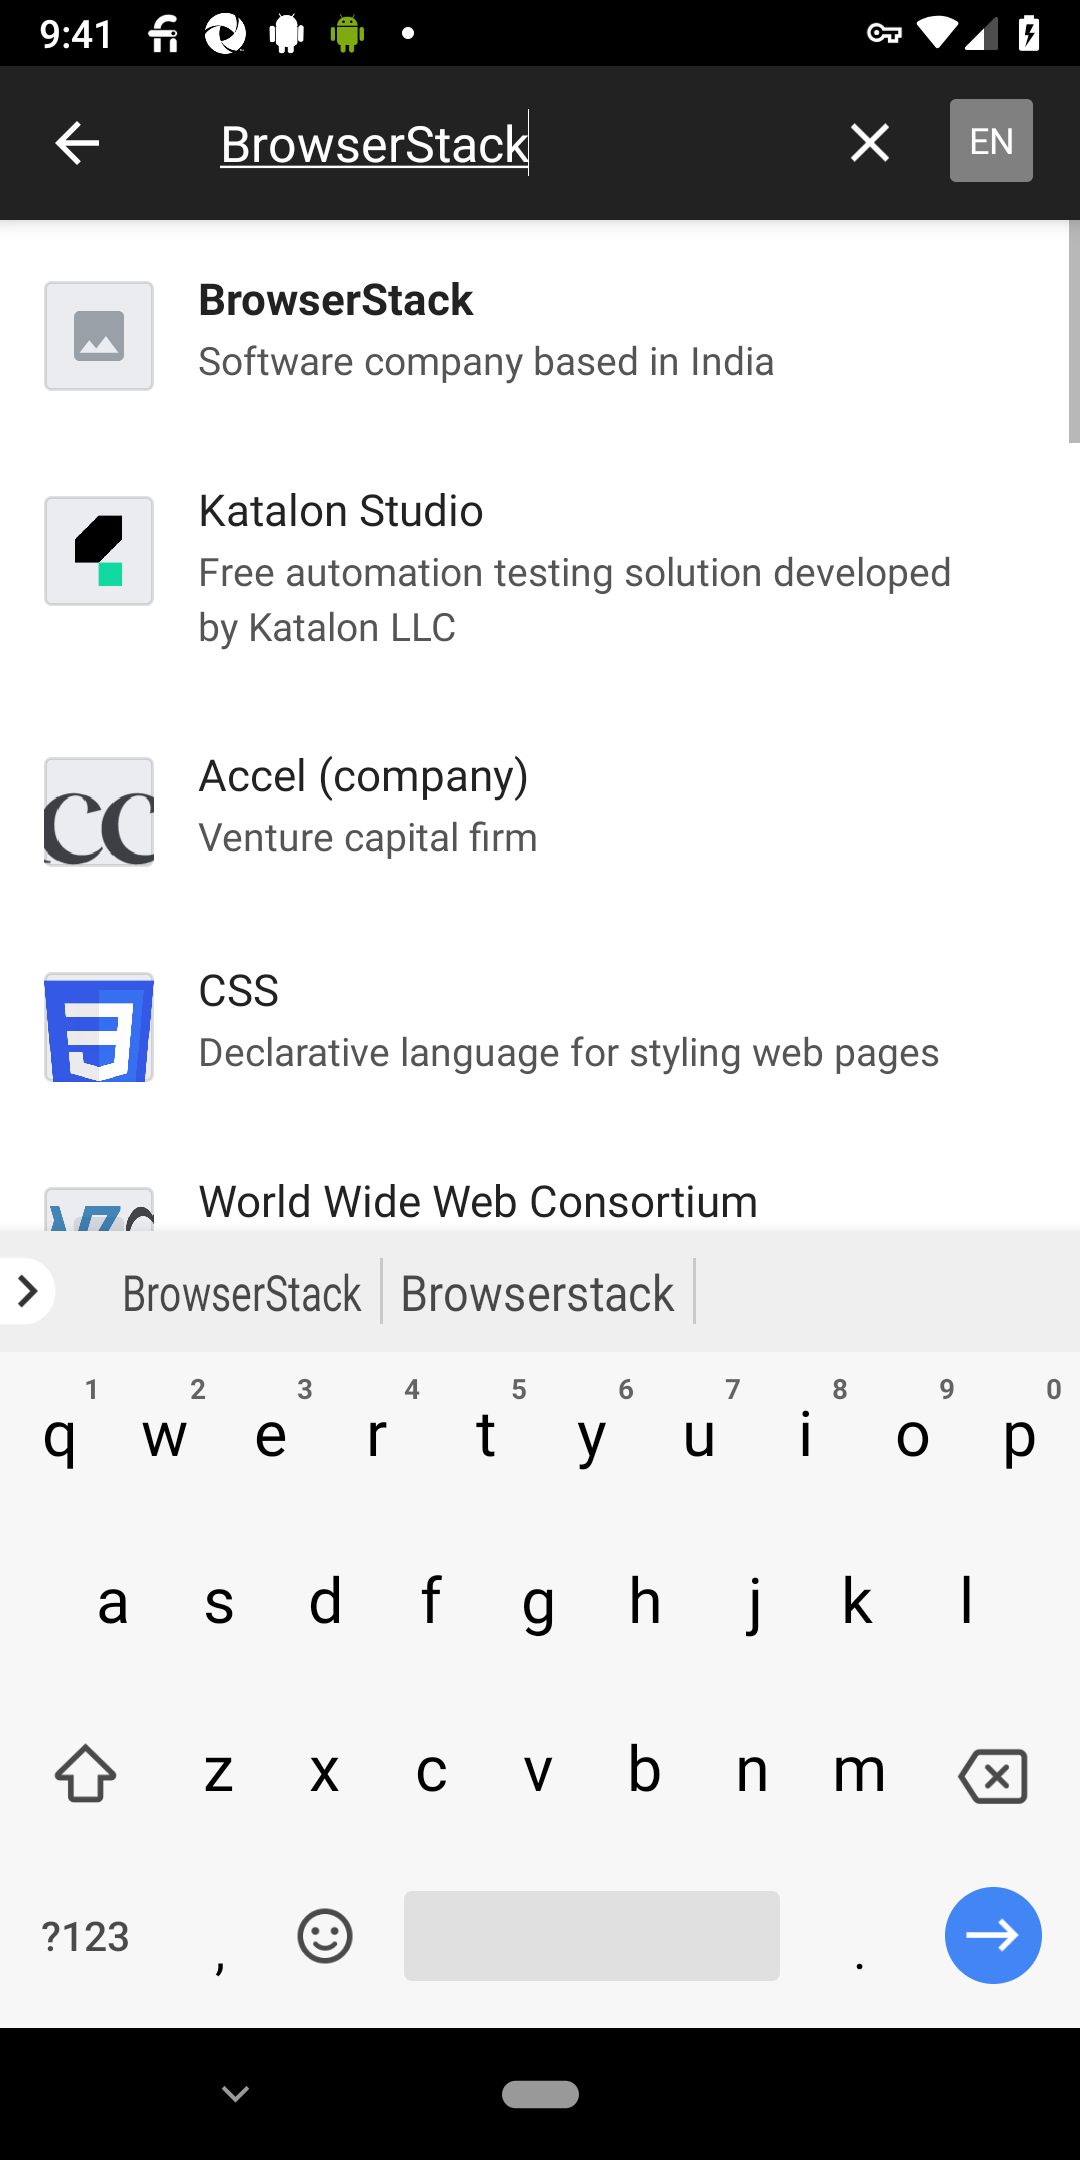 9:41
BrowserStack
EN
BrowserStack
Software company based in India
Katalon Studio
Free automation testing solution developed
by Katalon LLC
Accel (company)
Venture capital firm
CSS
Declarative language for styling web pages
World Wide Web Consortium
BrowserStack Browserstack
1 2 3 4 5 6 7 8 9 0
q w e r t y u i o p
a s d f g h j k l
z x c v b n m
?123 , .